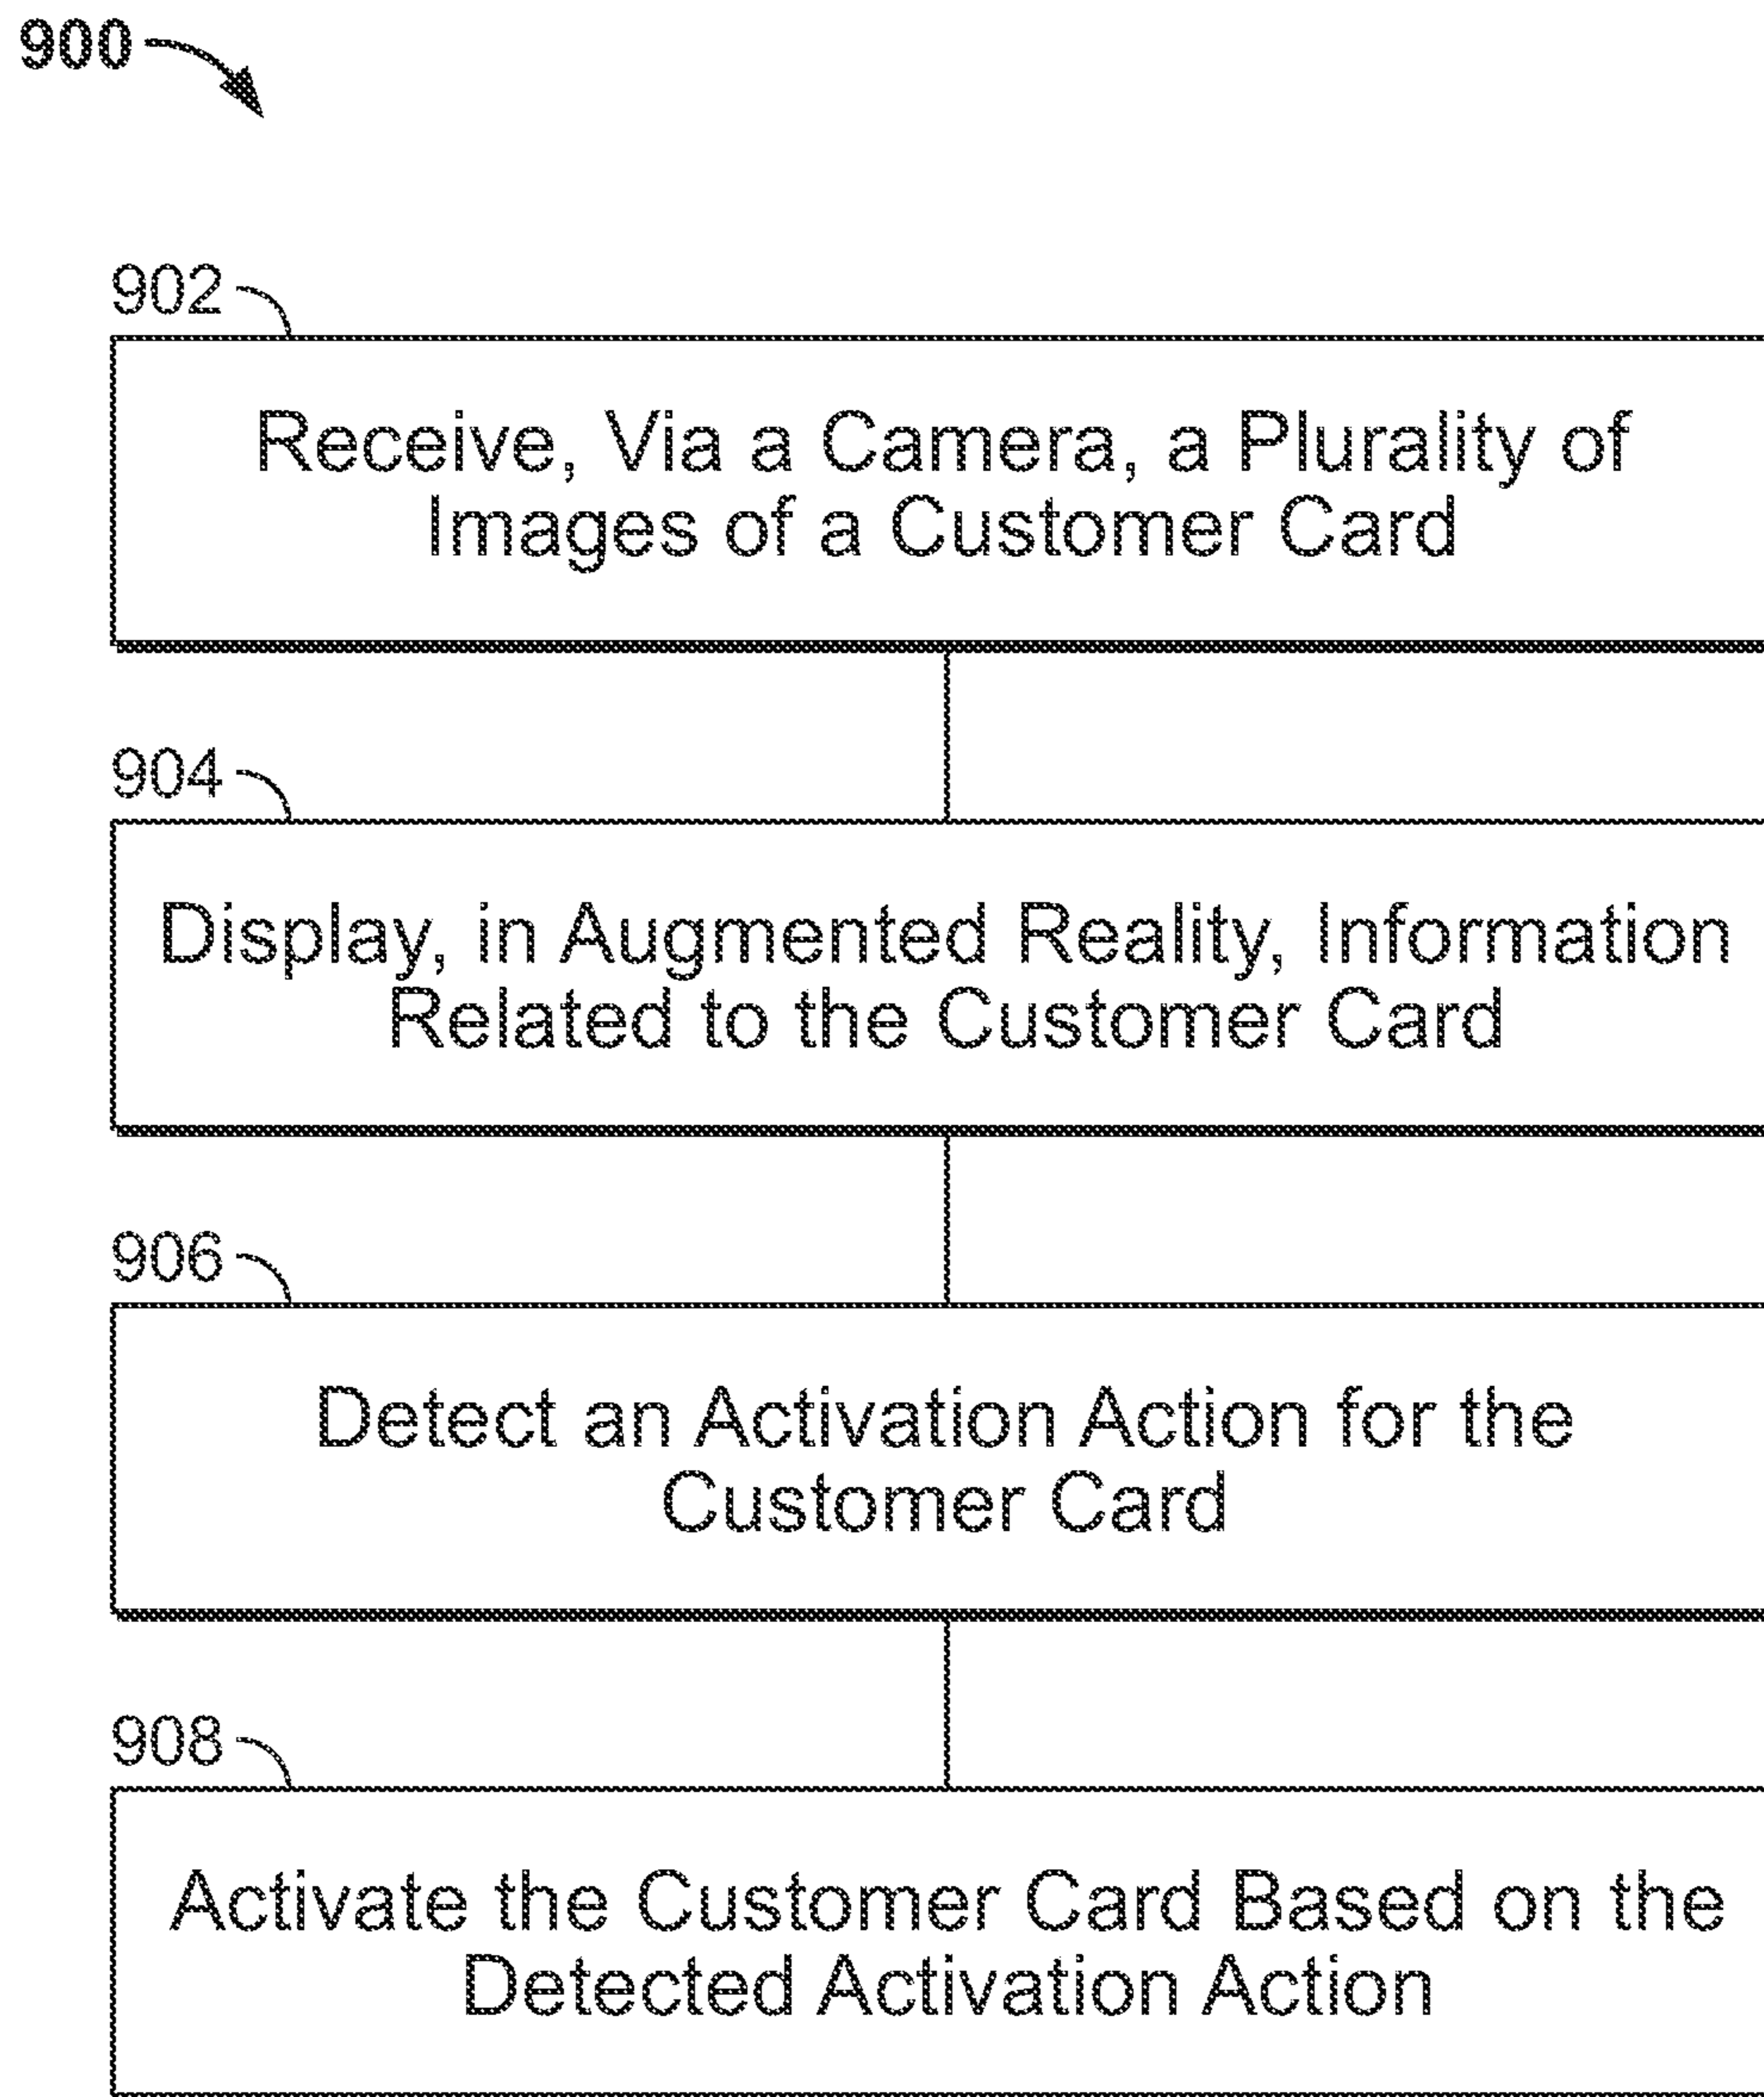 900
902
Receive, Via a Camera, a Plurality of
Images of a Customer Card
904
Display, in Augmented Reality, Information
Related to the Customer Card
906
Detect an Activation Action for the
Customer Card
908
Activate the Customer Card Based on the
Detected Activation Action